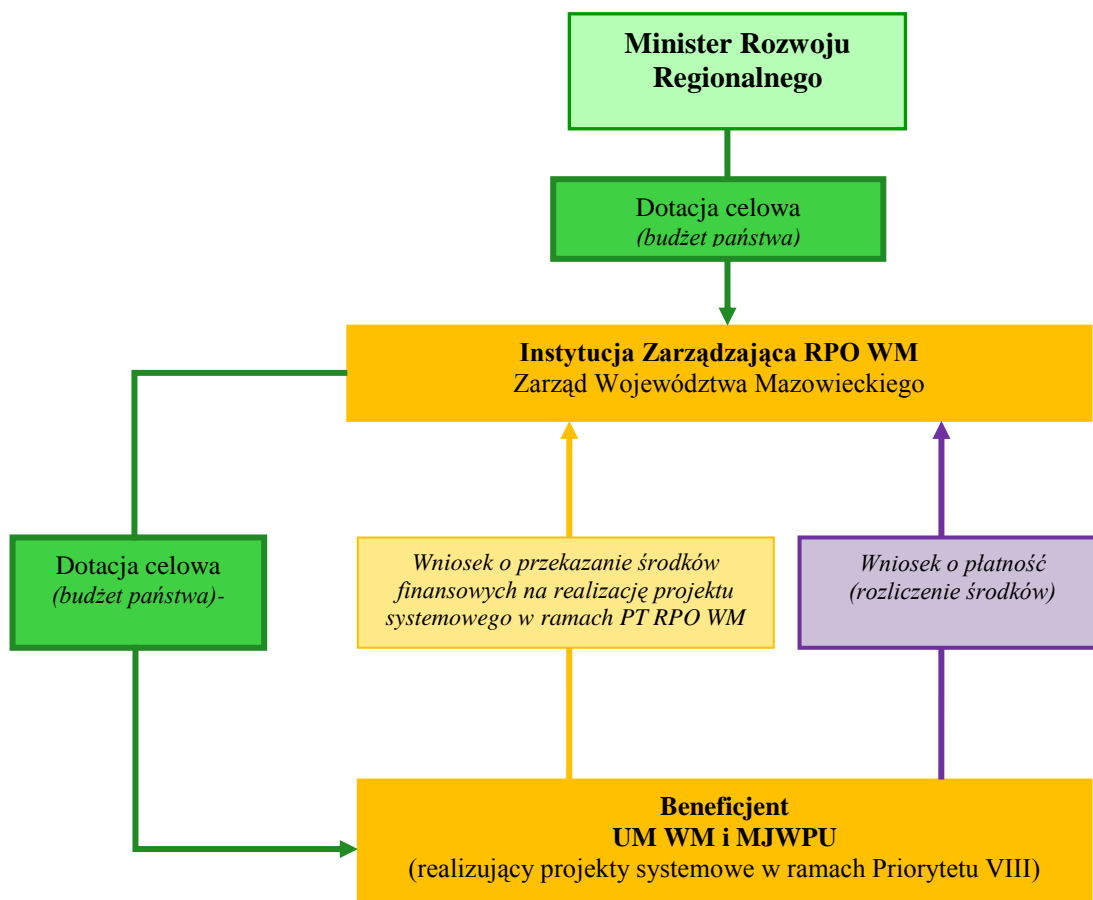 Minister Rozwoju
Regionalnego
Dotacja celowa
(budżet państwa)
Instytucja Zarządzająca RPO WM
Zarząd Województwa Mazowieckiego
Dotacja celowa
(budżet państwa)-
Wniosek o przekazanie środków
finansowych na realizację projektu
systemowego w ramach PT RPO WM
Wniosek o płatność
(rozliczenie środków)
Beneficjent
UM WM i MJWPU
(realizujący projekty systemowe w ramach Priorytetu VIII)